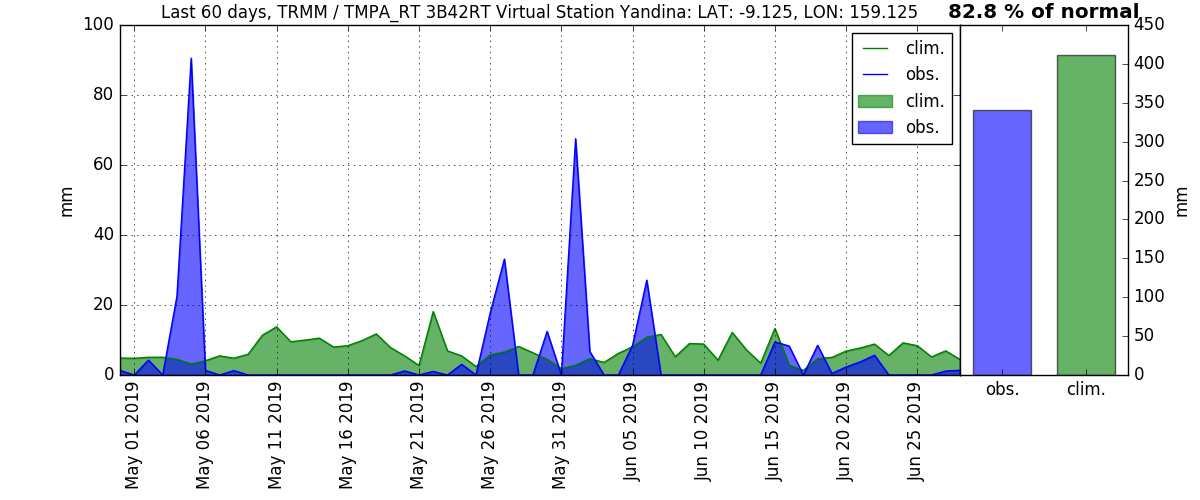 Last 60 days, TRMM / TMPA_RT 3B42RT Virtual Station Yandina: LAT: -9.125, LON: 159.125
82.8 % of normal
100
80
60
40
20
0
mm
clim.
obs.
clim.
obs.
May 01 2019
May 06 2019
May 11 2019
May 16 2019
May 21 2019
May 26 2019
May 31 2019
Jun 05 2019
Jun 10 2019
Jun 15 2019
Jun 20 2019
Jun 25 2019
450
400
350
300
250
200
150
100
50
0
mm
obs.
clim.